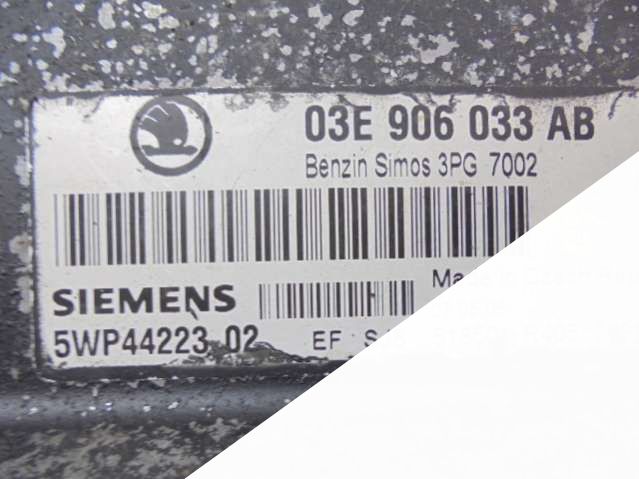 03E 906 033 AB
Benzin Simos 3PG 7002
SIEMENS
5WP44223 02 EF